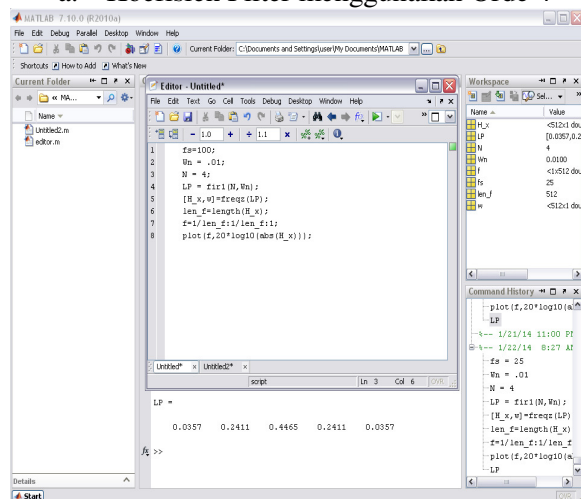 a. Koefisien Filter menggunakan Orde 4
MATLAB 7.10.0 (R2010a)
File Edit Debug Parallel Desktop Window Help
Current Folder: C:\Documents and Settings\user\My Documents\MATLAB
Shortcuts How to Add What's New
Current Folder
« MA...
Name
Untitled2.m
editor.m
Details
Start
Editor - Untitled*
File Edit Text Go Cell Tools Debug Desktop Window Help
- 1.0 + ÷ 1.1 ×
1 fs=100;
2 Wn = .01;
3 N = 4;
4 LP = fir1(N,Wn);
5 [H_x,w]=freqz(LP);
6 len_f=length(H_x);
7 f=1/len_f:1/len_f:1;
8 plot(f,20*log10(abs(H_x)));
Untitled* × Untitled2* ×
script Ln 3 Col 6 OVR
LP =
0.0357 0.2411 0.4465 0.2411 0.0357
fx >>
Workspace
Sel...
Name Value
H_x <512x1 dou
LP [0.0357,0.2
N 4
Wn 0.0100
f <1x512 dou
fs 25
len_f 512
w <512x1 dou
Command History
plot(f,20*log10(a
LP
%-- 1/21/14 11:00 PM
%-- 1/22/14 8:27 AM
fs = 25
Wn = .01
N = 4
LP = fir1(N,Wn);
[H_x,w]=freqz(LP)
len_f=length(H_x)
f=1/len_f:1/len_f
plot(f,20*log10(a
LP
OVR